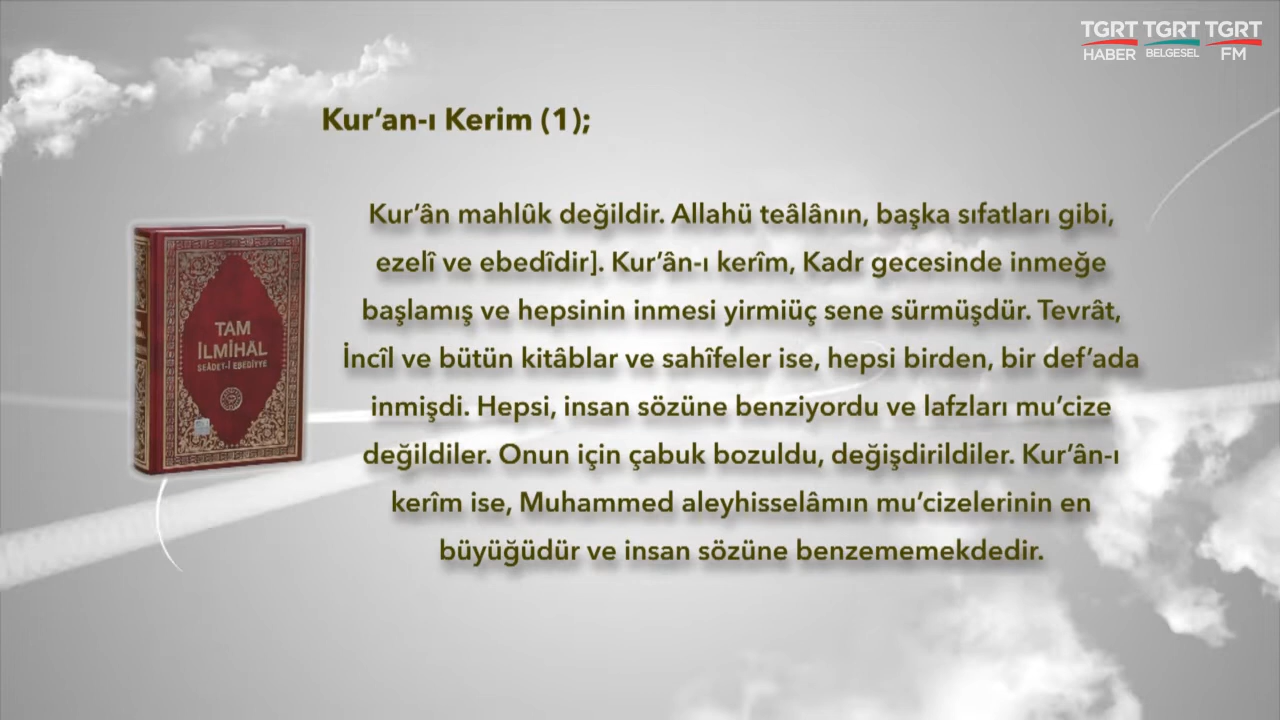 TGRT TGRT TGRT
HABER BELGESEL FM
Kur’an-ı Kerim (1);
Kur’ân mahlûk değildir. Allahü teâlânın, başka sıfatları gibi,
ezelî ve ebedîdir]. Kur’ân-ı kerîm, Kadr gecesinde inmeğe
başlamış ve hepsinin inmesi yirmiüç sene sürmüşdür. Tevrât,
İncîl ve bütün kitâblar ve sahîfeler ise, hepsi birden, bir def’ada
inmişdi. Hepsi, insan sözüne benziyordu ve lafzları mu’cize
değildiler. Onun için çabuk bozuldu, değişdirildiler. Kur’ân-ı
kerîm ise, Muhammed aleyhisselâmın mu’cizelerinin en
büyüğüdür ve insan sözüne benzememekdedir.
TAM
İLMİHÂL
SEÂDET-İ EBEDİYYE